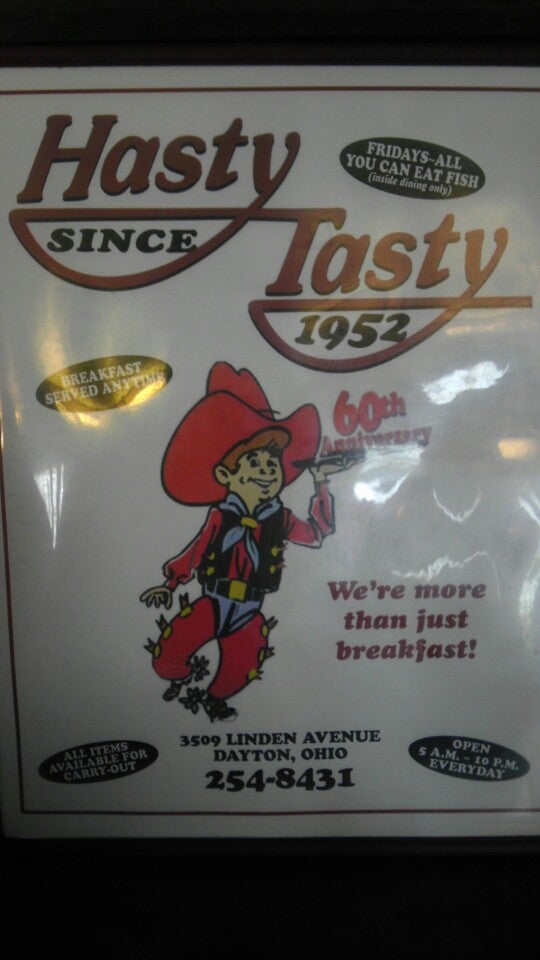 Hasty
FRIDAYS~ALL
YOU CAN EAT FISH
(inside dining only)
SINCE
Tasty
1952
BREAKFAST
SERVED ANYTIME
60th
Anniversary
We're more
than just
breakfast!
ALL ITEMS
AVAILABLE FOR
CARRY-OUT
3509 LINDEN AVENUE
DAYTON, OHIO
254-8431
OPEN
5 A.M. ~ 10 P.M.
EVERYDAY